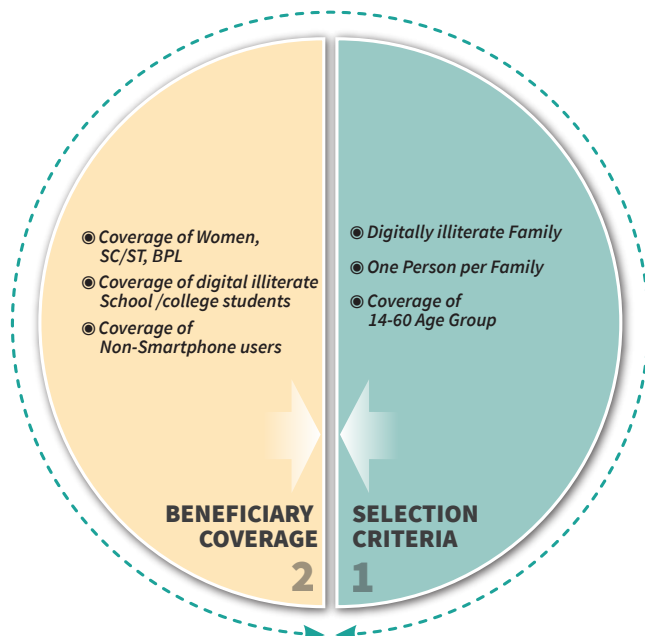 ◉ Coverage of Women,
SC/ST, BPL
◉ Coverage of digital illiterate
School /college students
◉ Coverage of
Non-Smartphone users
BENEFICIARY
COVERAGE
2
◉ Digitally illiterate Family
◉ One Person per Family
◉ Coverage of
14-60 Age Group
SELECTION
CRITERIA
1